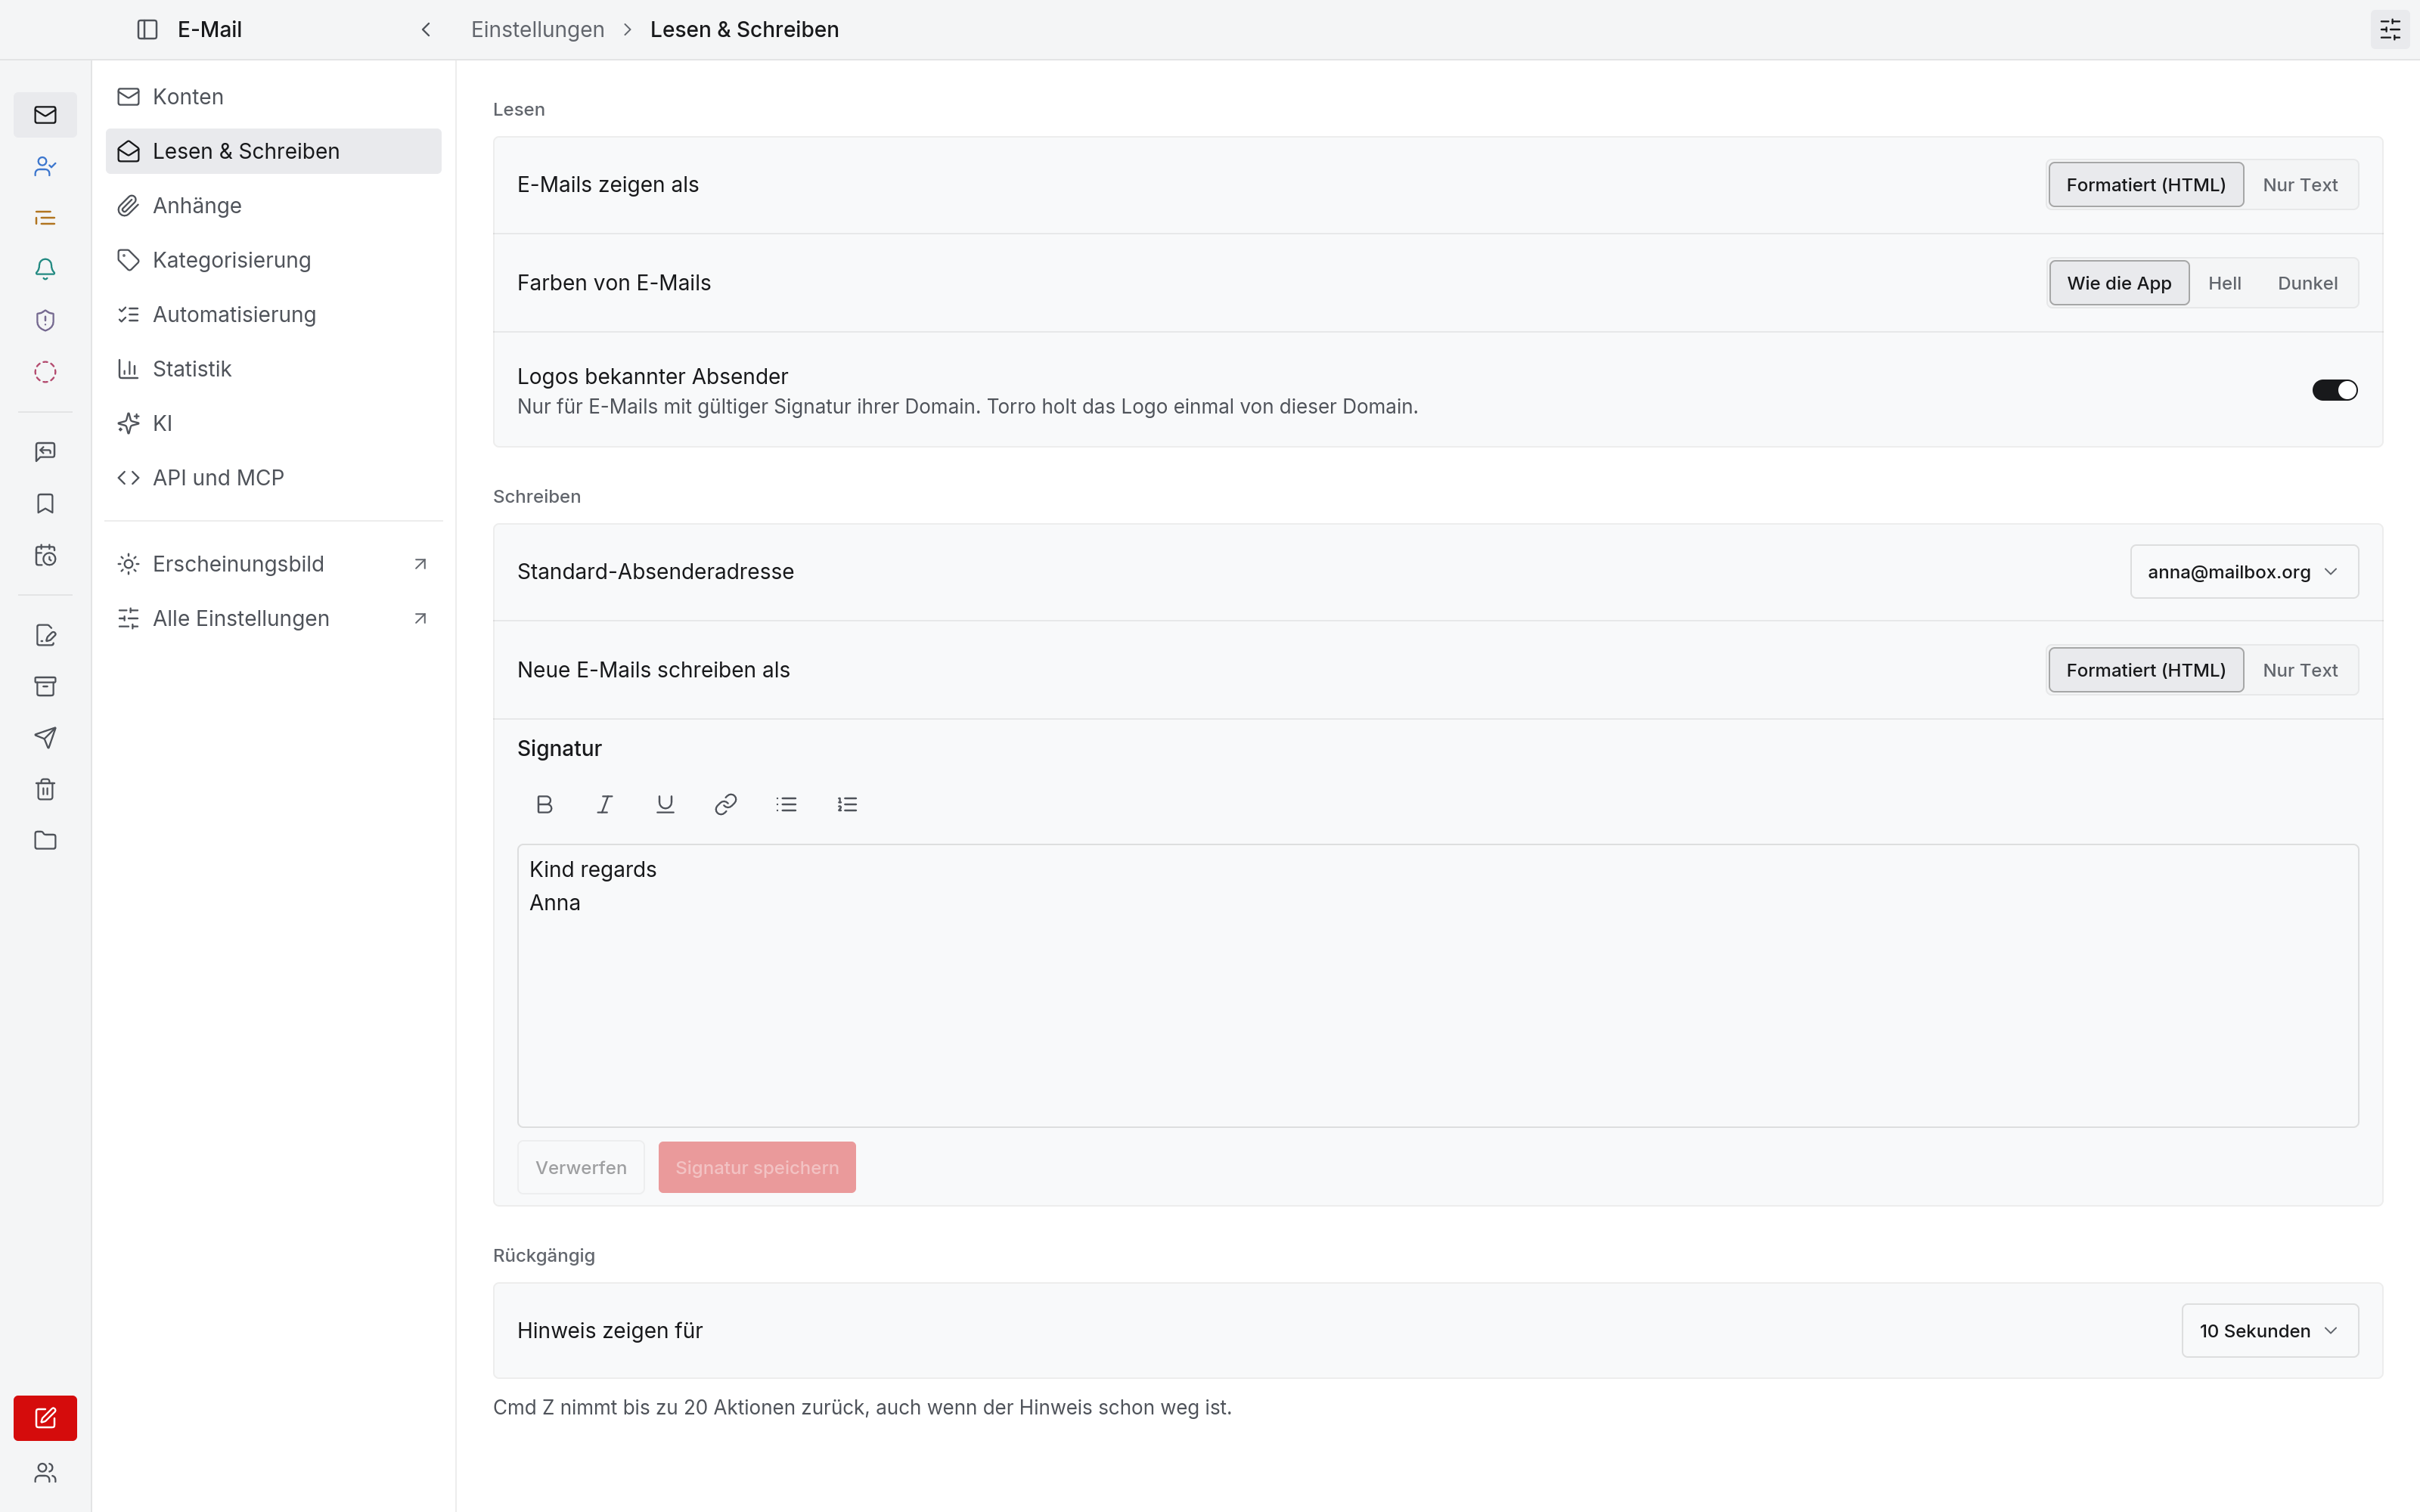 E-Mail
Einstellungen > Lesen & Schreiben
Konten
Lesen & Schreiben
Anhänge
Kategorisierung
Automatisierung
Statistik
KI
API und MCP
Erscheinungsbild
Alle Einstellungen
Lesen
E-Mails zeigen als
Formatiert (HTML) Nur Text
Farben von E-Mails
Wie die App Hell Dunkel
Logos bekannter Absender
Nur für E-Mails mit gültiger Signatur ihrer Domain. Torro holt das Logo einmal von dieser Domain.
Schreiben
Standard-Absenderadresse
anna@mailbox.org
Neue E-Mails schreiben als
Formatiert (HTML) Nur Text
Signatur
Kind regards
Anna
Verwerfen Signatur speichern
Rückgängig
Hinweis zeigen für
10 Sekunden
Cmd Z nimmt bis zu 20 Aktionen zurück, auch wenn der Hinweis schon weg ist.